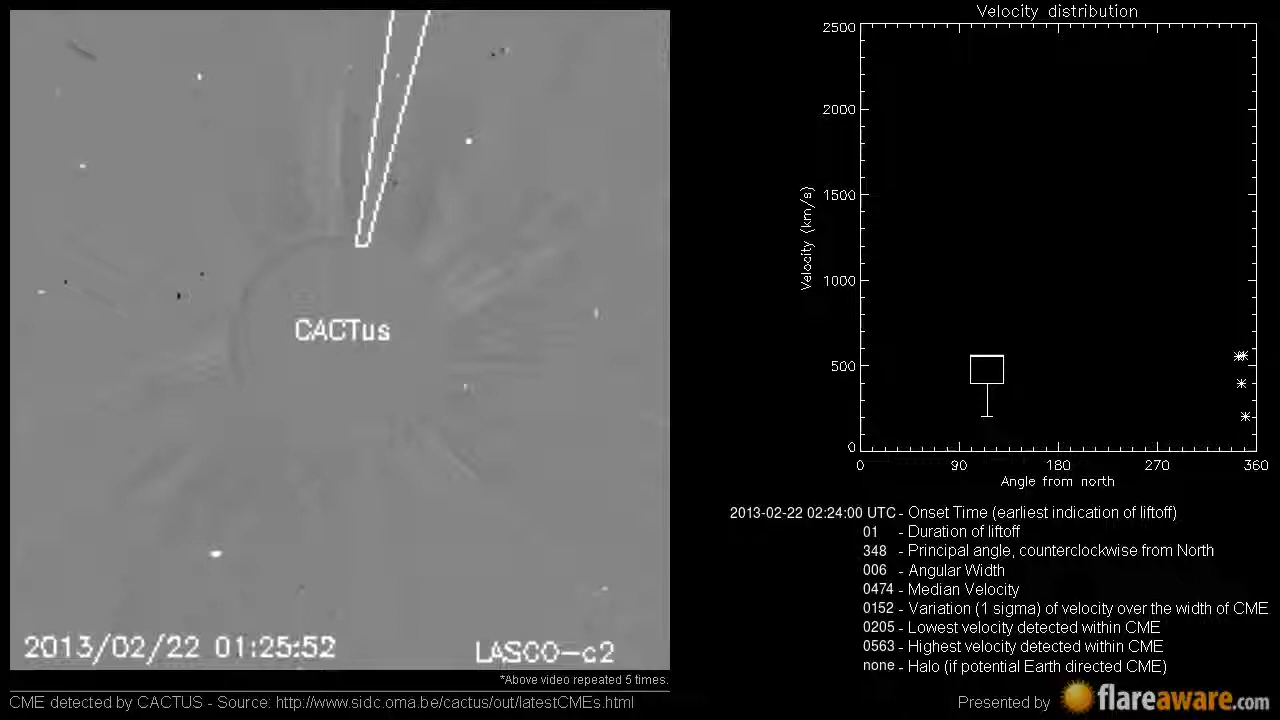 CACTus
2013/02/22 01:25:52
LASCO-c2
*Above video repeated 5 times.
CME detected by CACTUS - Source: http://www.sidc.oma.be/cactus/out/latestCMEs.html
Velocity distribution
Velocity (km/s)
2500
2000
1500
1000
500
0
0 90 180 270 360
Angle from north
2013-02-22 02:24:00 UTC - Onset Time (earliest indication of liftoff)
01 - Duration of liftoff
348 - Principal angle, counterclockwise from North
006 - Angular Width
0474 - Median Velocity
0152 - Variation (1 sigma) of velocity over the width of CME
0205 - Lowest velocity detected within CME
0563 - Highest velocity detected within CME
none - Halo (if potential Earth directed CME)
Presented by flareaware.com